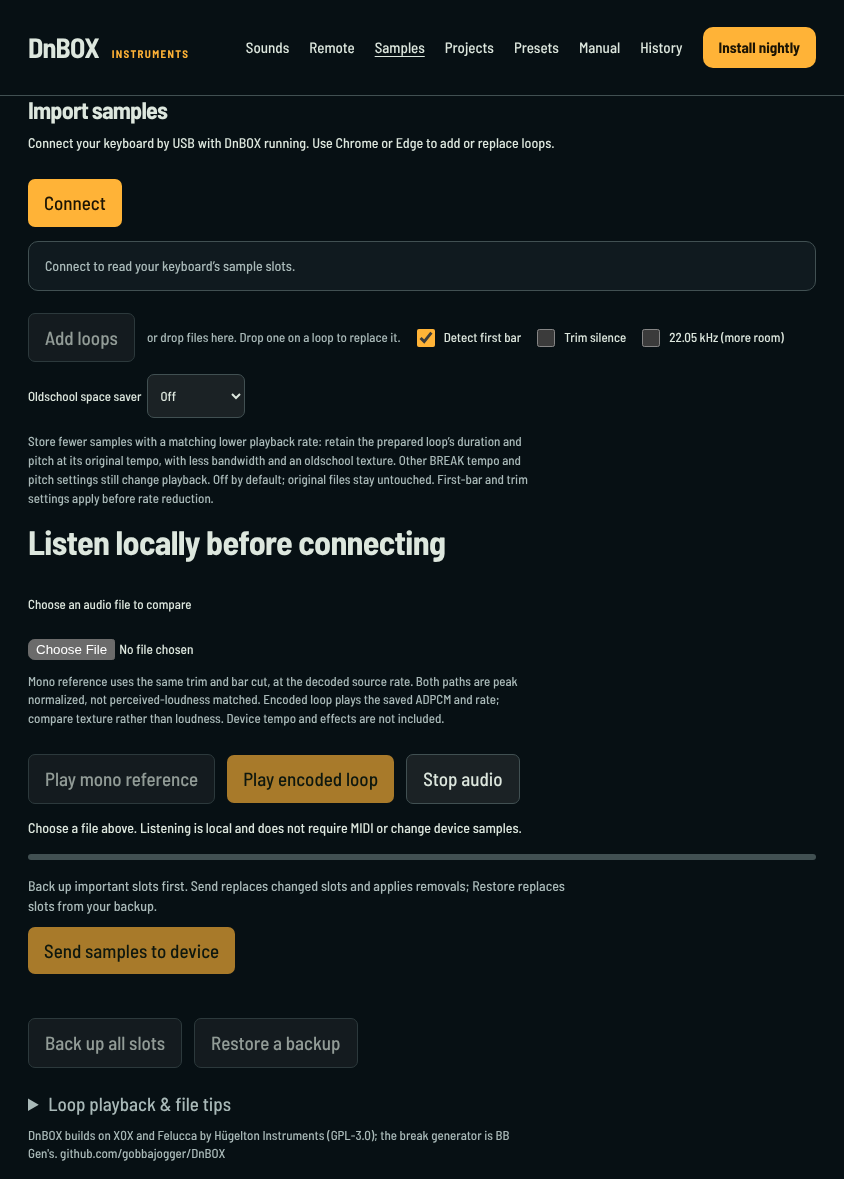 DnBOX INSTRUMENTS Sounds Remote Samples Projects Presets Manual History Install nightly
Import samples
Connect your keyboard by USB with DnBOX running. Use Chrome or Edge to add or replace loops.
Connect
Connect to read your keyboard's sample slots.
Add loops or drop files here. Drop one on a loop to replace it. Detect first bar Trim silence 22.05 kHz (more room)
Oldschool space saver Off
Store fewer samples with a matching lower playback rate: retain the prepared loop's duration and
pitch at its original tempo, with less bandwidth and an oldschool texture. Other BREAK tempo and
pitch settings still change playback. Off by default; original files stay untouched. First-bar and trim
settings apply before rate reduction.
Listen locally before connecting
Choose an audio file to compare
Choose File No file chosen
Mono reference uses the same trim and bar cut, at the decoded source rate. Both paths are peak
normalized, not perceived-loudness matched. Encoded loop plays the saved ADPCM and rate;
compare texture rather than loudness. Device tempo and effects are not included.
Play mono reference Play encoded loop Stop audio
Choose a file above. Listening is local and does not require MIDI or change device samples.
Back up important slots first. Send replaces changed slots and applies removals; Restore replaces
slots from your backup.
Send samples to device
Back up all slots Restore a backup
Loop playback & file tips
DnBOX builds on XOX and Felucca by Hügelton Instruments (GPL-3.0); the break generator is BB
Gen's. github.com/gobbajogger/DnBOX